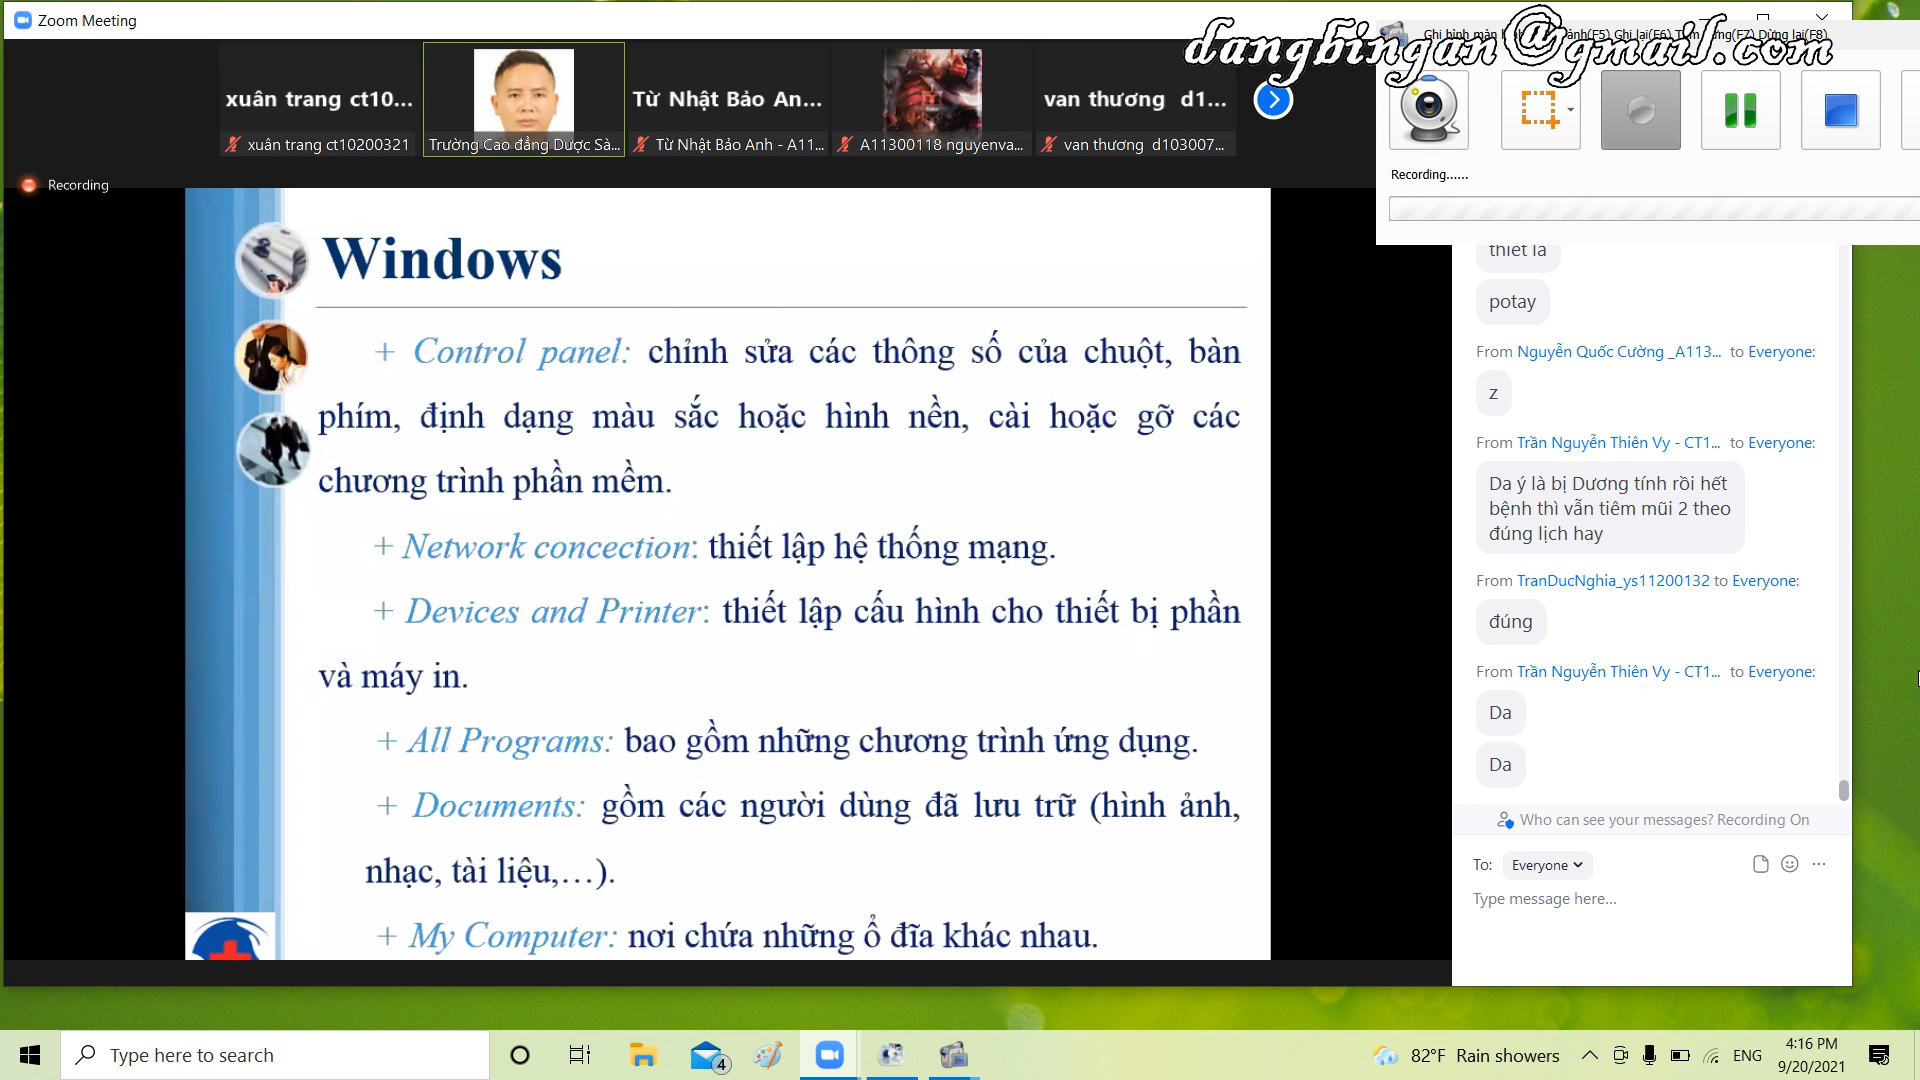 Zoom Meeting
dangbingan@gmail.com
xuân trang ct10...
Từ Nhật Bảo An...
van thương d1...
xuân trang ct10200321
Trường Cao đẳng Dược Sà...
Từ Nhật Bảo Anh - A11...
A11300118 nguyenva...
van thương d103007...
Recording......
Recording
Windows
+ Control panel: chỉnh sửa các thông số của chuột, bàn
phím, định dạng màu sắc hoặc hình nền, cài hoặc gỡ các
chương trình phần mềm.
+ Network concection: thiết lập hệ thống mạng.
+ Devices and Printer: thiết lập cấu hình cho thiết bị phần
và máy in.
+ All Programs: bao gồm những chương trình ứng dụng.
+ Documents: gồm các người dùng đã lưu trữ (hình ảnh,
nhạc, tài liệu,…).
+ My Computer: nơi chứa những ổ đĩa khác nhau.
thiet la
potay
From Nguyễn Quốc Cường _A113... to Everyone:
z
From Trần Nguyễn Thiên Vy - CT1... to Everyone:
Da ý là bị Dương tính rồi hết
bệnh thì vẫn tiêm mũi 2 theo
đúng lịch hay
From TranDucNghia_ys11200132 to Everyone:
đúng
From Trần Nguyễn Thiên Vy - CT1... to Everyone:
Da
Da
Who can see your messages? Recording On
To: Everyone
Type message here...
Type here to search
4
82°F Rain showers
ENG
4:16 PM
9/20/2021